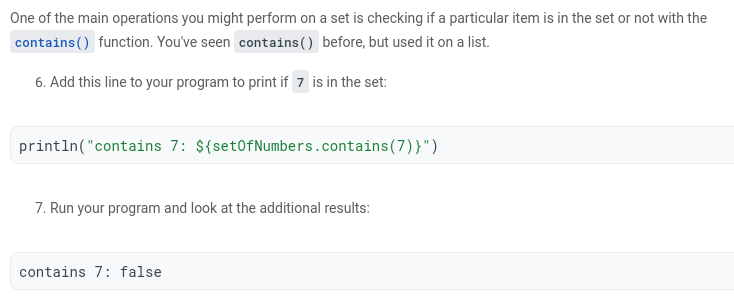 One of the main operations you might perform on a set is checking if a particular item is in the set or not with the
contains() function. You've seen contains() before, but used it on a list.
6. Add this line to your program to print if 7 is in the set:
println("contains 7: ${setOfNumbers.contains(7)}")
7. Run your program and look at the additional results:
contains 7: false